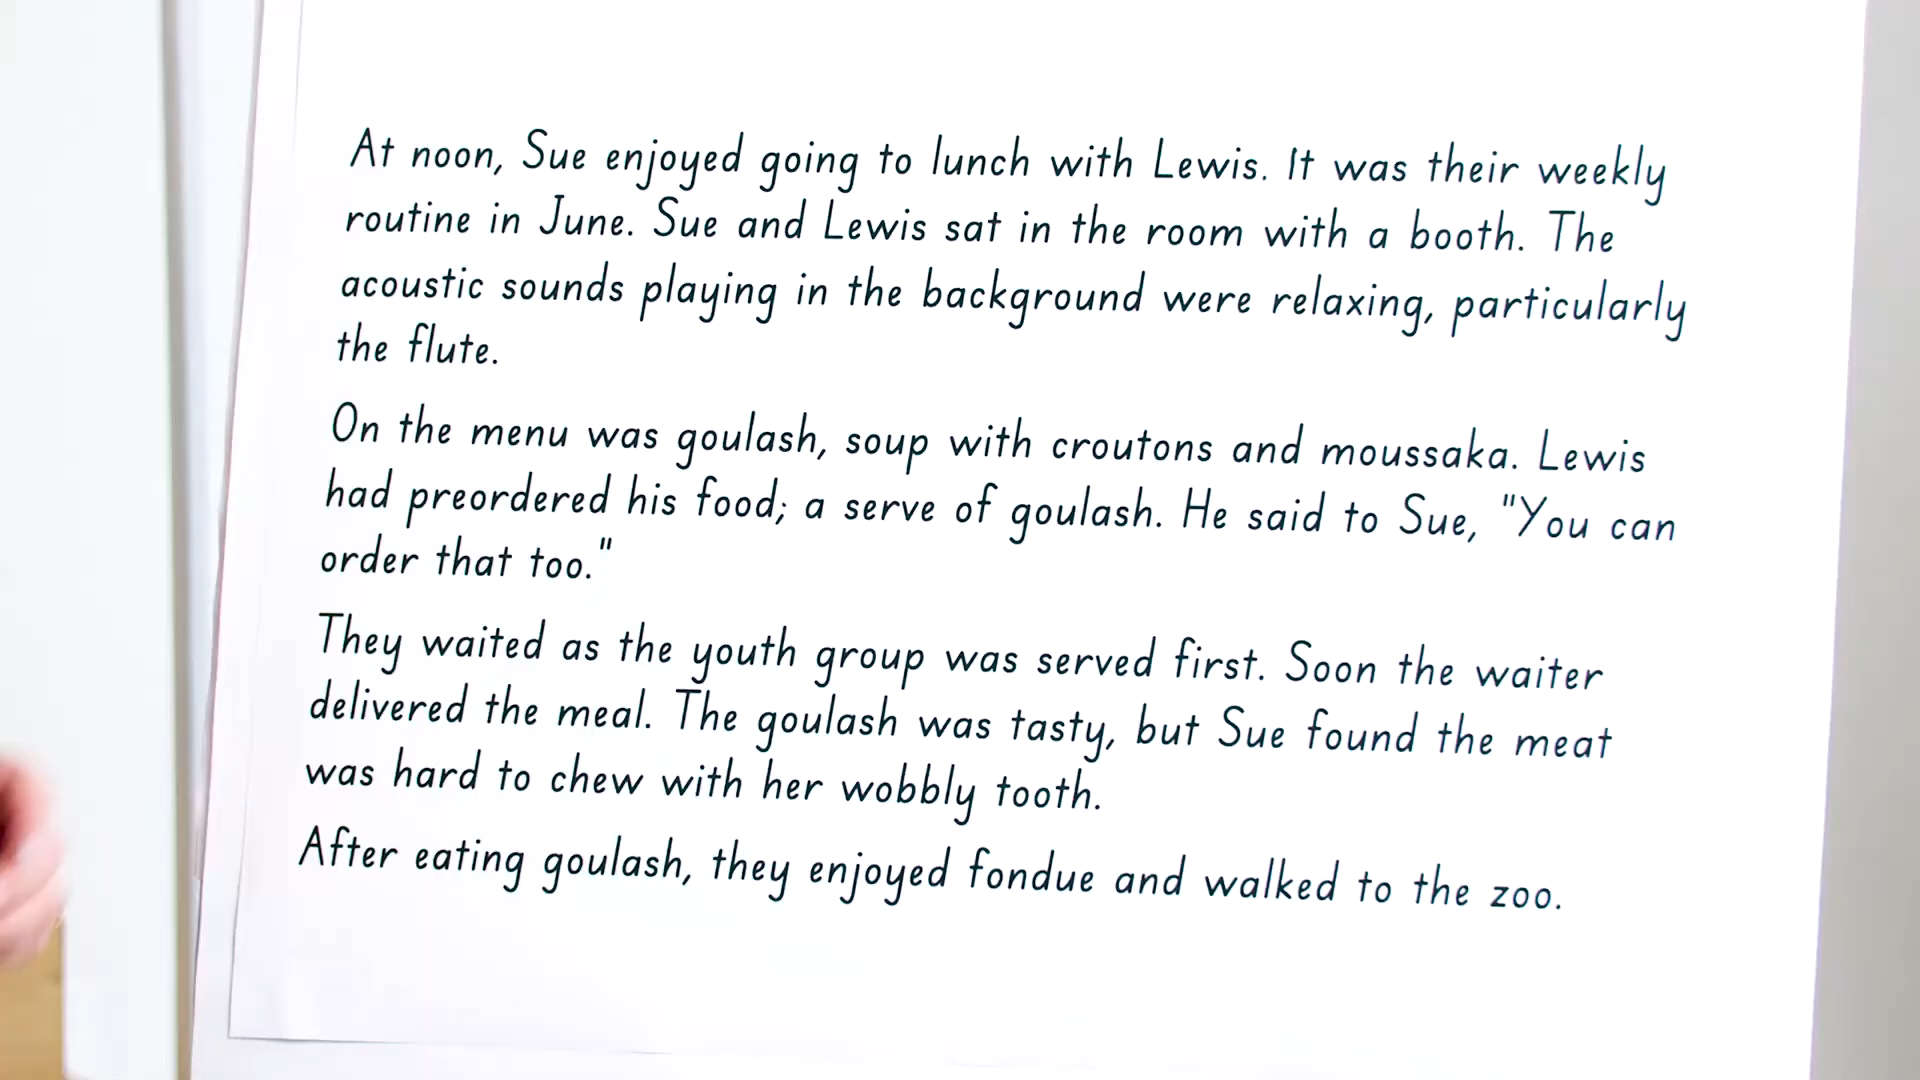 At noon, Sue enjoyed going to lunch with Lewis. It was their weekly
routine in June. Sue and Lewis sat in the room with a booth. The
acoustic sounds playing in the background were relaxing, particularly
the flute.
On the menu was goulash, soup with croutons and moussaka. Lewis
had preordered his food; a serve of goulash. He said to Sue, "You can
order that too."
They waited as the youth group was served first. Soon the waiter
delivered the meal. The goulash was tasty, but Sue found the meat
was hard to chew with her wobbly tooth.
After eating goulash, they enjoyed fondue and walked to the zoo.